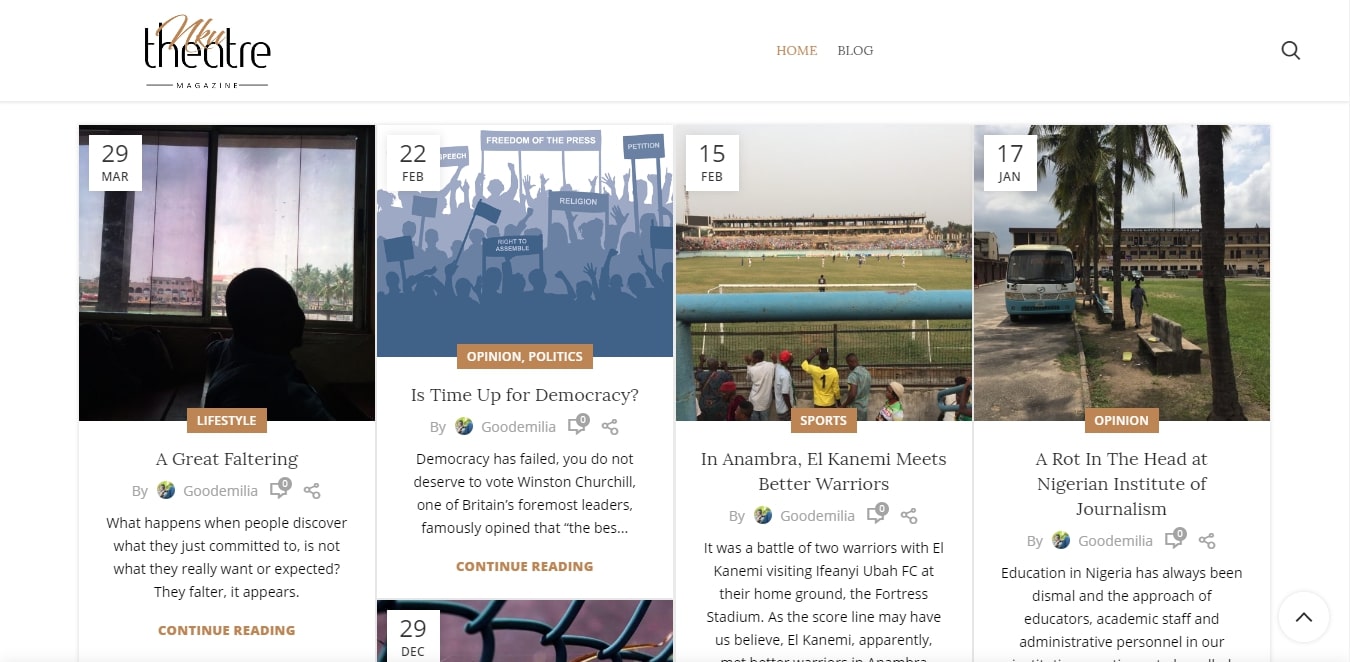 Nku
theatre
MAGAZINE
HOME
BLOG
29
MAR
LIFESTYLE
A Great Faltering
By Goodemilia 0
What happens when people discover
what they just committed to, is not
what they really want or expected?
They falter, it appears.
CONTINUE READING
22
FEB
SPEECH
FREEDOM OF THE PRESS
PETITION
RELIGION
RIGHT TO
ASSEMBLE
OPINION, POLITICS
Is Time Up for Democracy?
By Goodemilia 0
Democracy has failed, you do not
deserve to vote Winston Churchill,
one of Britain’s foremost leaders,
famously opined that “the bes...
CONTINUE READING
29
DEC
15
FEB
1
SPORTS
In Anambra, El Kanemi Meets
Better Warriors
By Goodemilia 0
It was a battle of two warriors with El
Kanemi visiting Ifeanyi Ubah FC at
their home ground, the Fortress
Stadium. As the score line may have
us believe, El Kanemi, apparently,
met better warriors in Anambra
17
JAN
OPINION
A Rot In The Head at
Nigerian Institute of
Journalism
By Goodemilia 0
Education in Nigeria has always been
dismal and the approach of
educators, academic staff and
administrative personnel in our